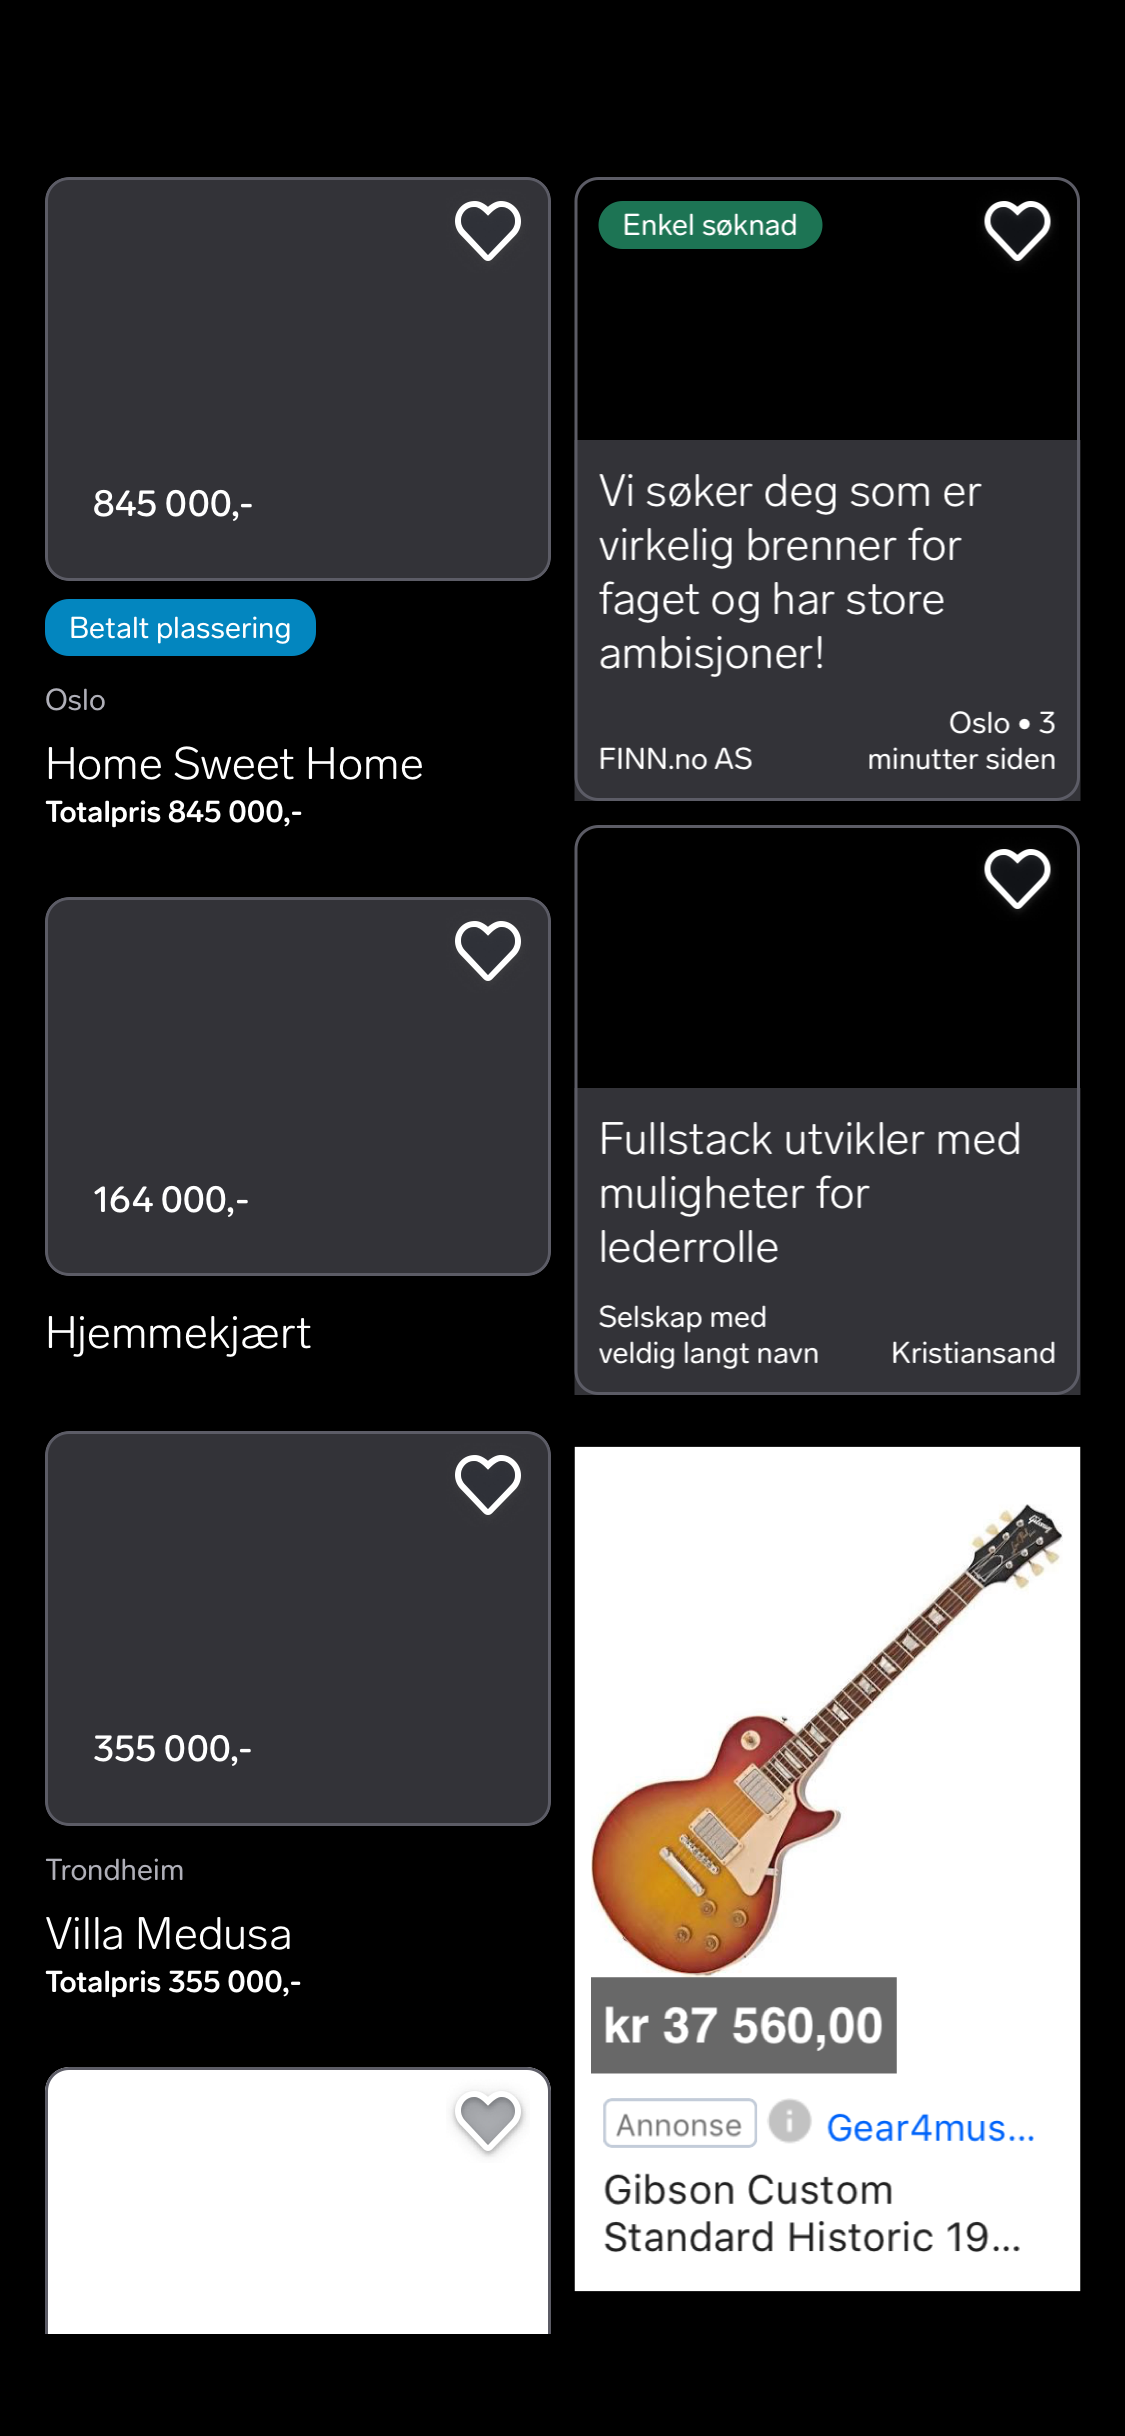 845 000,-
Betalt plassering
Oslo
Home Sweet Home
Totalpris 845 000,-
164 000,-
Hjemmekjært
355 000,-
Trondheim
Villa Medusa
Totalpris 355 000,-
Enkel søknad
Vi søker deg som er
virkelig brenner for
faget og har store
ambisjoner!
FINN.no AS
Oslo • 3
minutter siden
Fullstack utvikler med
muligheter for
lederrolle
Selskap med
veldig langt navn
Kristiansand
Gibson
kr 37 560,00
Annonse
i
Gear4mus...
Gibson Custom
Standard Historic 19...